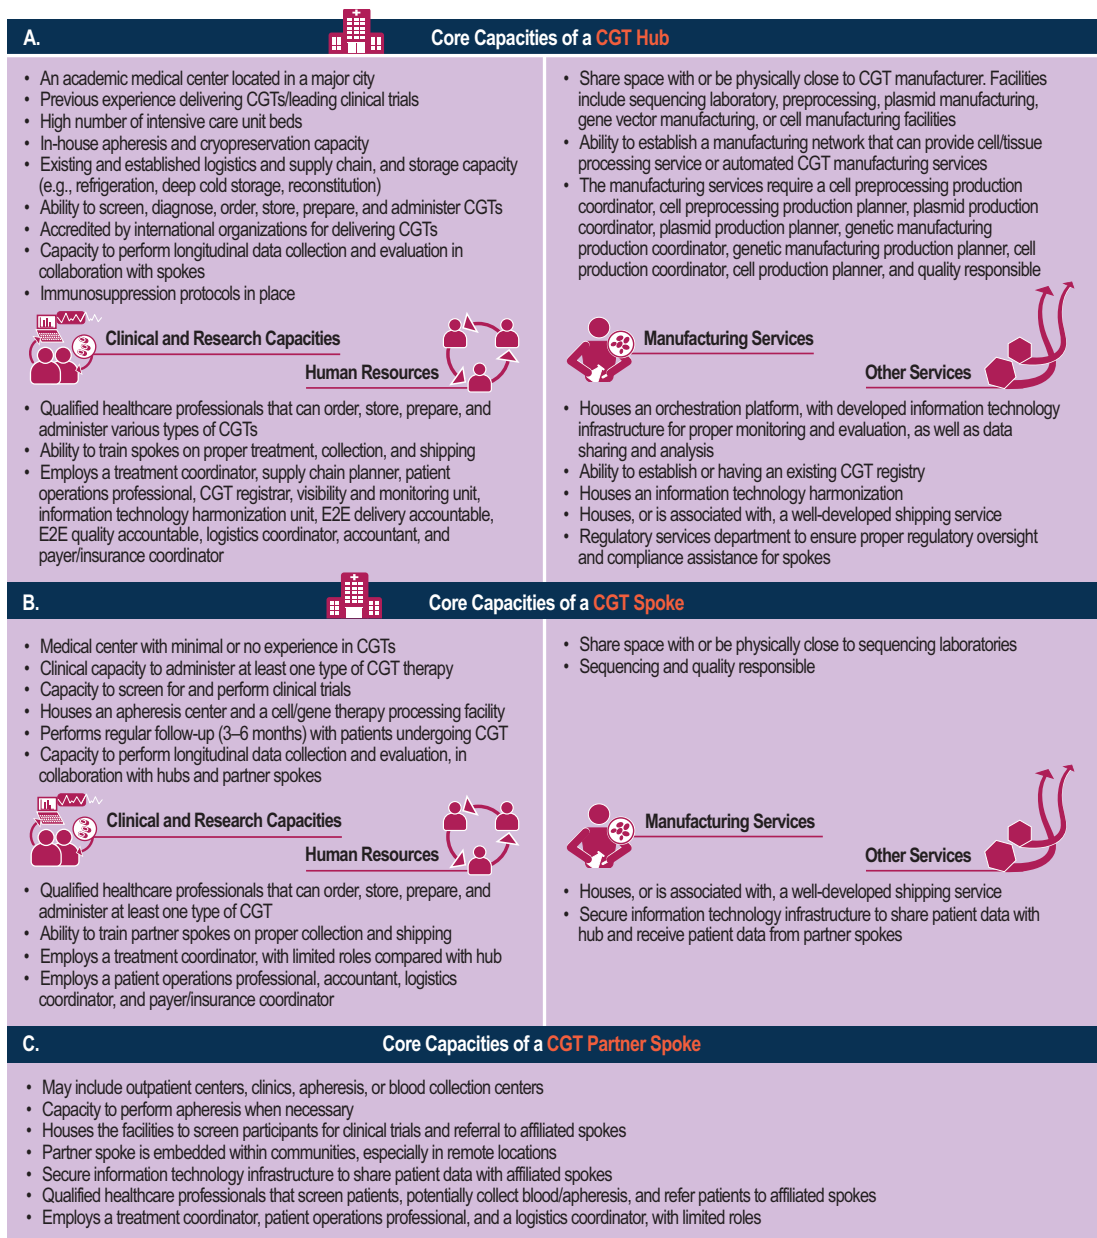 A.
Core Capacities of a CGT Hub
• An academic medical center located in a major city
• Previous experience delivering CGTs/leading clinical trials
• High number of intensive care unit beds
• In-house apheresis and cryopreservation capacity
• Existing and established logistics and supply chain, and storage capacity
(e.g., refrigeration, deep cold storage, reconstitution)
• Ability to screen, diagnose, order, store, prepare, and administer CGTs
• Accredited by international organizations for delivering CGTs
• Capacity to perform longitudinal data collection and evaluation in
collaboration with spokes
• Immunosuppression protocols in place
Clinical and Research Capacities
Human Resources
• Qualified healthcare professionals that can order, store, prepare, and
administer various types of CGTs
• Ability to train spokes on proper treatment, collection, and shipping
• Employs a treatment coordinator, supply chain planner, patient
operations professional, CGT registrar, visibility and monitoring unit,
information technology harmonization unit, E2E delivery accountable,
E2E quality accountable, logistics coordinator, accountant, and
payer/insurance coordinator
• Share space with or be physically close to CGT manufacturer. Facilities
include sequencing laboratory, preprocessing, plasmid manufacturing,
gene vector manufacturing, or cell manufacturing facilities
• Ability to establish a manufacturing network that can provide cell/tissue
processing service or automated CGT manufacturing services
• The manufacturing services require a cell preprocessing production
coordinator, cell preprocessing production planner, plasmid production
coordinator, plasmid production planner, genetic manufacturing
production coordinator, genetic manufacturing production planner, cell
production coordinator, cell production planner, and quality responsible
Manufacturing Services
Other Services
• Houses an orchestration platform, with developed information technology
infrastructure for proper monitoring and evaluation, as well as data
sharing and analysis
• Ability to establish or having an existing CGT registry
• Houses an information technology harmonization
• Houses, or is associated with, a well-developed shipping service
• Regulatory services department to ensure proper regulatory oversight
and compliance assistance for spokes
B.
Core Capacities of a CGT Spoke
• Medical center with minimal or no experience in CGTs
• Clinical capacity to administer at least one type of CGT therapy
• Capacity to screen for and perform clinical trials
• Houses an apheresis center and a cell/gene therapy processing facility
• Performs regular follow-up (3–6 months) with patients undergoing CGT
• Capacity to perform longitudinal data collection and evaluation, in
collaboration with hubs and partner spokes
Clinical and Research Capacities
Human Resources
• Qualified healthcare professionals that can order, store, prepare, and
administer at least one type of CGT
• Ability to train partner spokes on proper collection and shipping
• Employs a treatment coordinator, with limited roles compared with hub
• Employs a patient operations professional, accountant, logistics
coordinator, and payer/insurance coordinator
• Share space with or be physically close to sequencing laboratories
• Sequencing and quality responsible
Manufacturing Services
Other Services
• Houses, or is associated with, a well-developed shipping service
• Secure information technology infrastructure to share patient data with
hub and receive patient data from partner spokes
C.
Core Capacities of a CGT Partner Spoke
• May include outpatient centers, clinics, apheresis, or blood collection centers
• Capacity to perform apheresis when necessary
• Houses the facilities to screen participants for clinical trials and referral to affiliated spokes
• Partner spoke is embedded within communities, especially in remote locations
• Secure information technology infrastructure to share patient data with affiliated spokes
• Qualified healthcare professionals that screen patients, potentially collect blood/apheresis, and refer patients to affiliated spokes
• Employs a treatment coordinator, patient operations professional, and a logistics coordinator, with limited roles